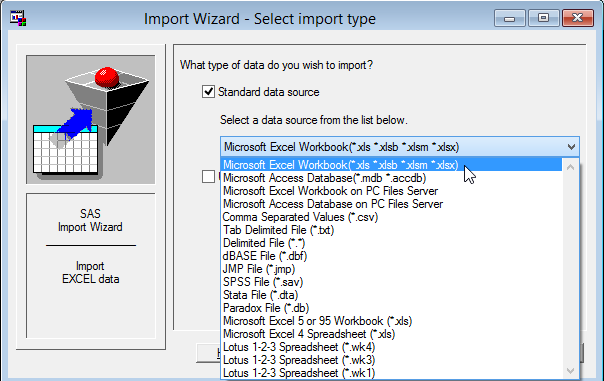 Import Wizard - Select import type
What type of data do you wish to import?
Standard data source
Select a data source from the list below.
Microsoft Excel Workbook(*.xls *.xlsb *.xlsm *.xlsx)
Microsoft Excel Workbook(*.xls *.xlsb *.xlsm *.xlsx)
Microsoft Access Database(*.mdb *.accdb)
Microsoft Excel Workbook on PC Files Server
Microsoft Access Database on PC Files Server
Comma Separated Values (*.csv)
Tab Delimited File (*.txt)
Delimited File (*.*)
dBASE File (*.dbf)
JMP File (*.jmp)
SPSS File (*.sav)
Stata File (*.dta)
Paradox File (*.db)
Microsoft Excel 5 or 95 Workbook (*.xls)
Microsoft Excel 4 Spreadsheet (*.xls)
Lotus 1-2-3 Spreadsheet (*.wk4)
Lotus 1-2-3 Spreadsheet (*.wk3)
Lotus 1-2-3 Spreadsheet (*.wk1)
SAS
Import Wizard
Import
EXCEL data